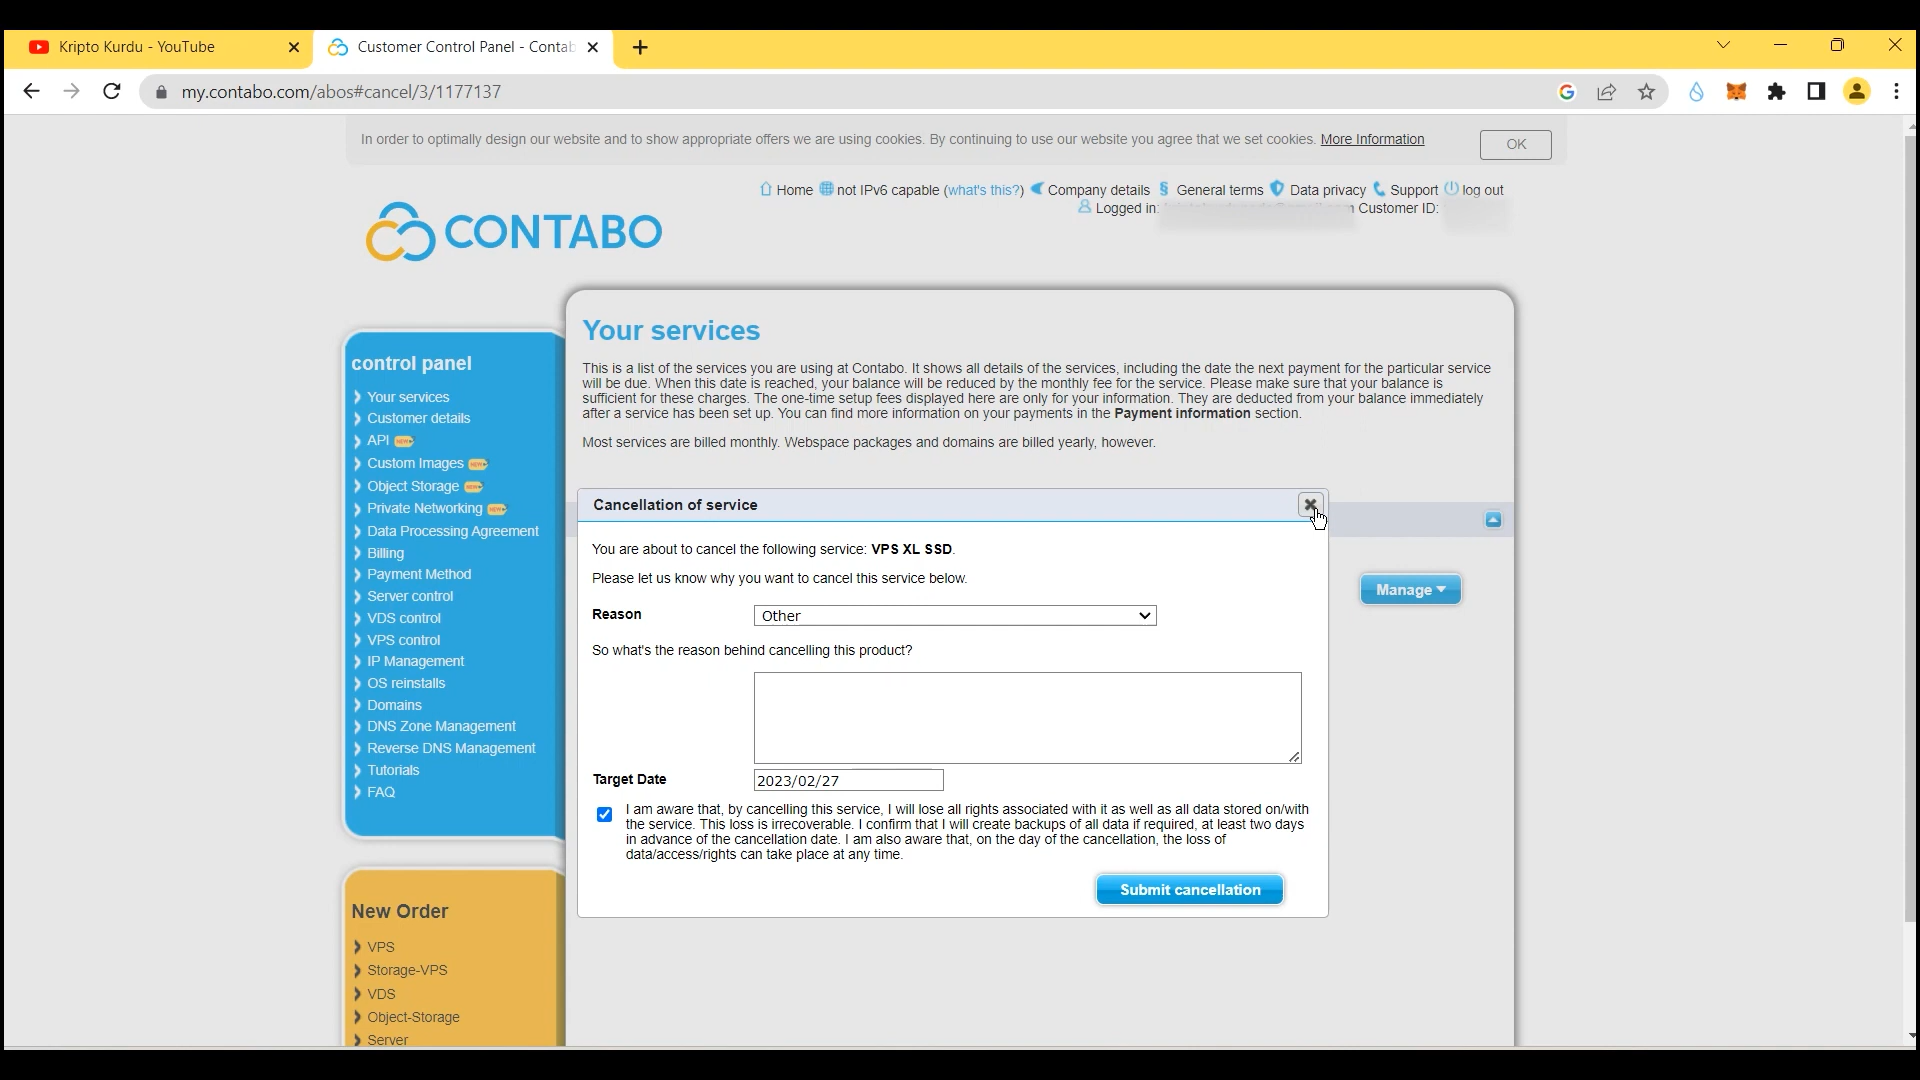 Kripto Kurdu - YouTube
Customer Control Panel - Contab
my.contabo.com/abos#cancel/3/1177137
In order to optimally design our website and to show appropriate offers we are using cookies. By continuing to use our website you agree that we set cookies. More Information
OK
Home not IPv6 capable (what's this?) Company details § General terms Data privacy Support log out
Logged in: Customer ID:
CONTABO
Your services
This is a list of the services you are using at Contabo. It shows all details of the services, including the date the next payment for the particular service
will be due. When this date is reached, your balance will be reduced by the monthly fee for the service. Please make sure that your balance is
sufficient for these charges. The one-time setup fees displayed here are only for your information. They are deducted from your balance immediately
after a service has been set up. You can find more information on your payments in the Payment information section.
Most services are billed monthly. Webspace packages and domains are billed yearly, however.
control panel
Your services
Customer details
API NEW
Custom Images NEW
Object Storage NEW
Private Networking NEW
Data Processing Agreement
Billing
Payment Method
Server control
VDS control
VPS control
IP Management
OS reinstalls
Domains
DNS Zone Management
Reverse DNS Management
Tutorials
FAQ
New Order
VPS
Storage-VPS
VDS
Object-Storage
Server
Cancellation of service
You are about to cancel the following service: VPS XL SSD.
Please let us know why you want to cancel this service below.
Reason
Other
So what's the reason behind cancelling this product?
Target Date
2023/02/27
I am aware that, by cancelling this service, I will lose all rights associated with it as well as all data stored on/with
the service. This loss is irrecoverable. I confirm that I will create backups of all data if required, at least two days
in advance of the cancellation date. I am also aware that, on the day of the cancellation, the loss of
data/access/rights can take place at any time.
Submit cancellation
Manage